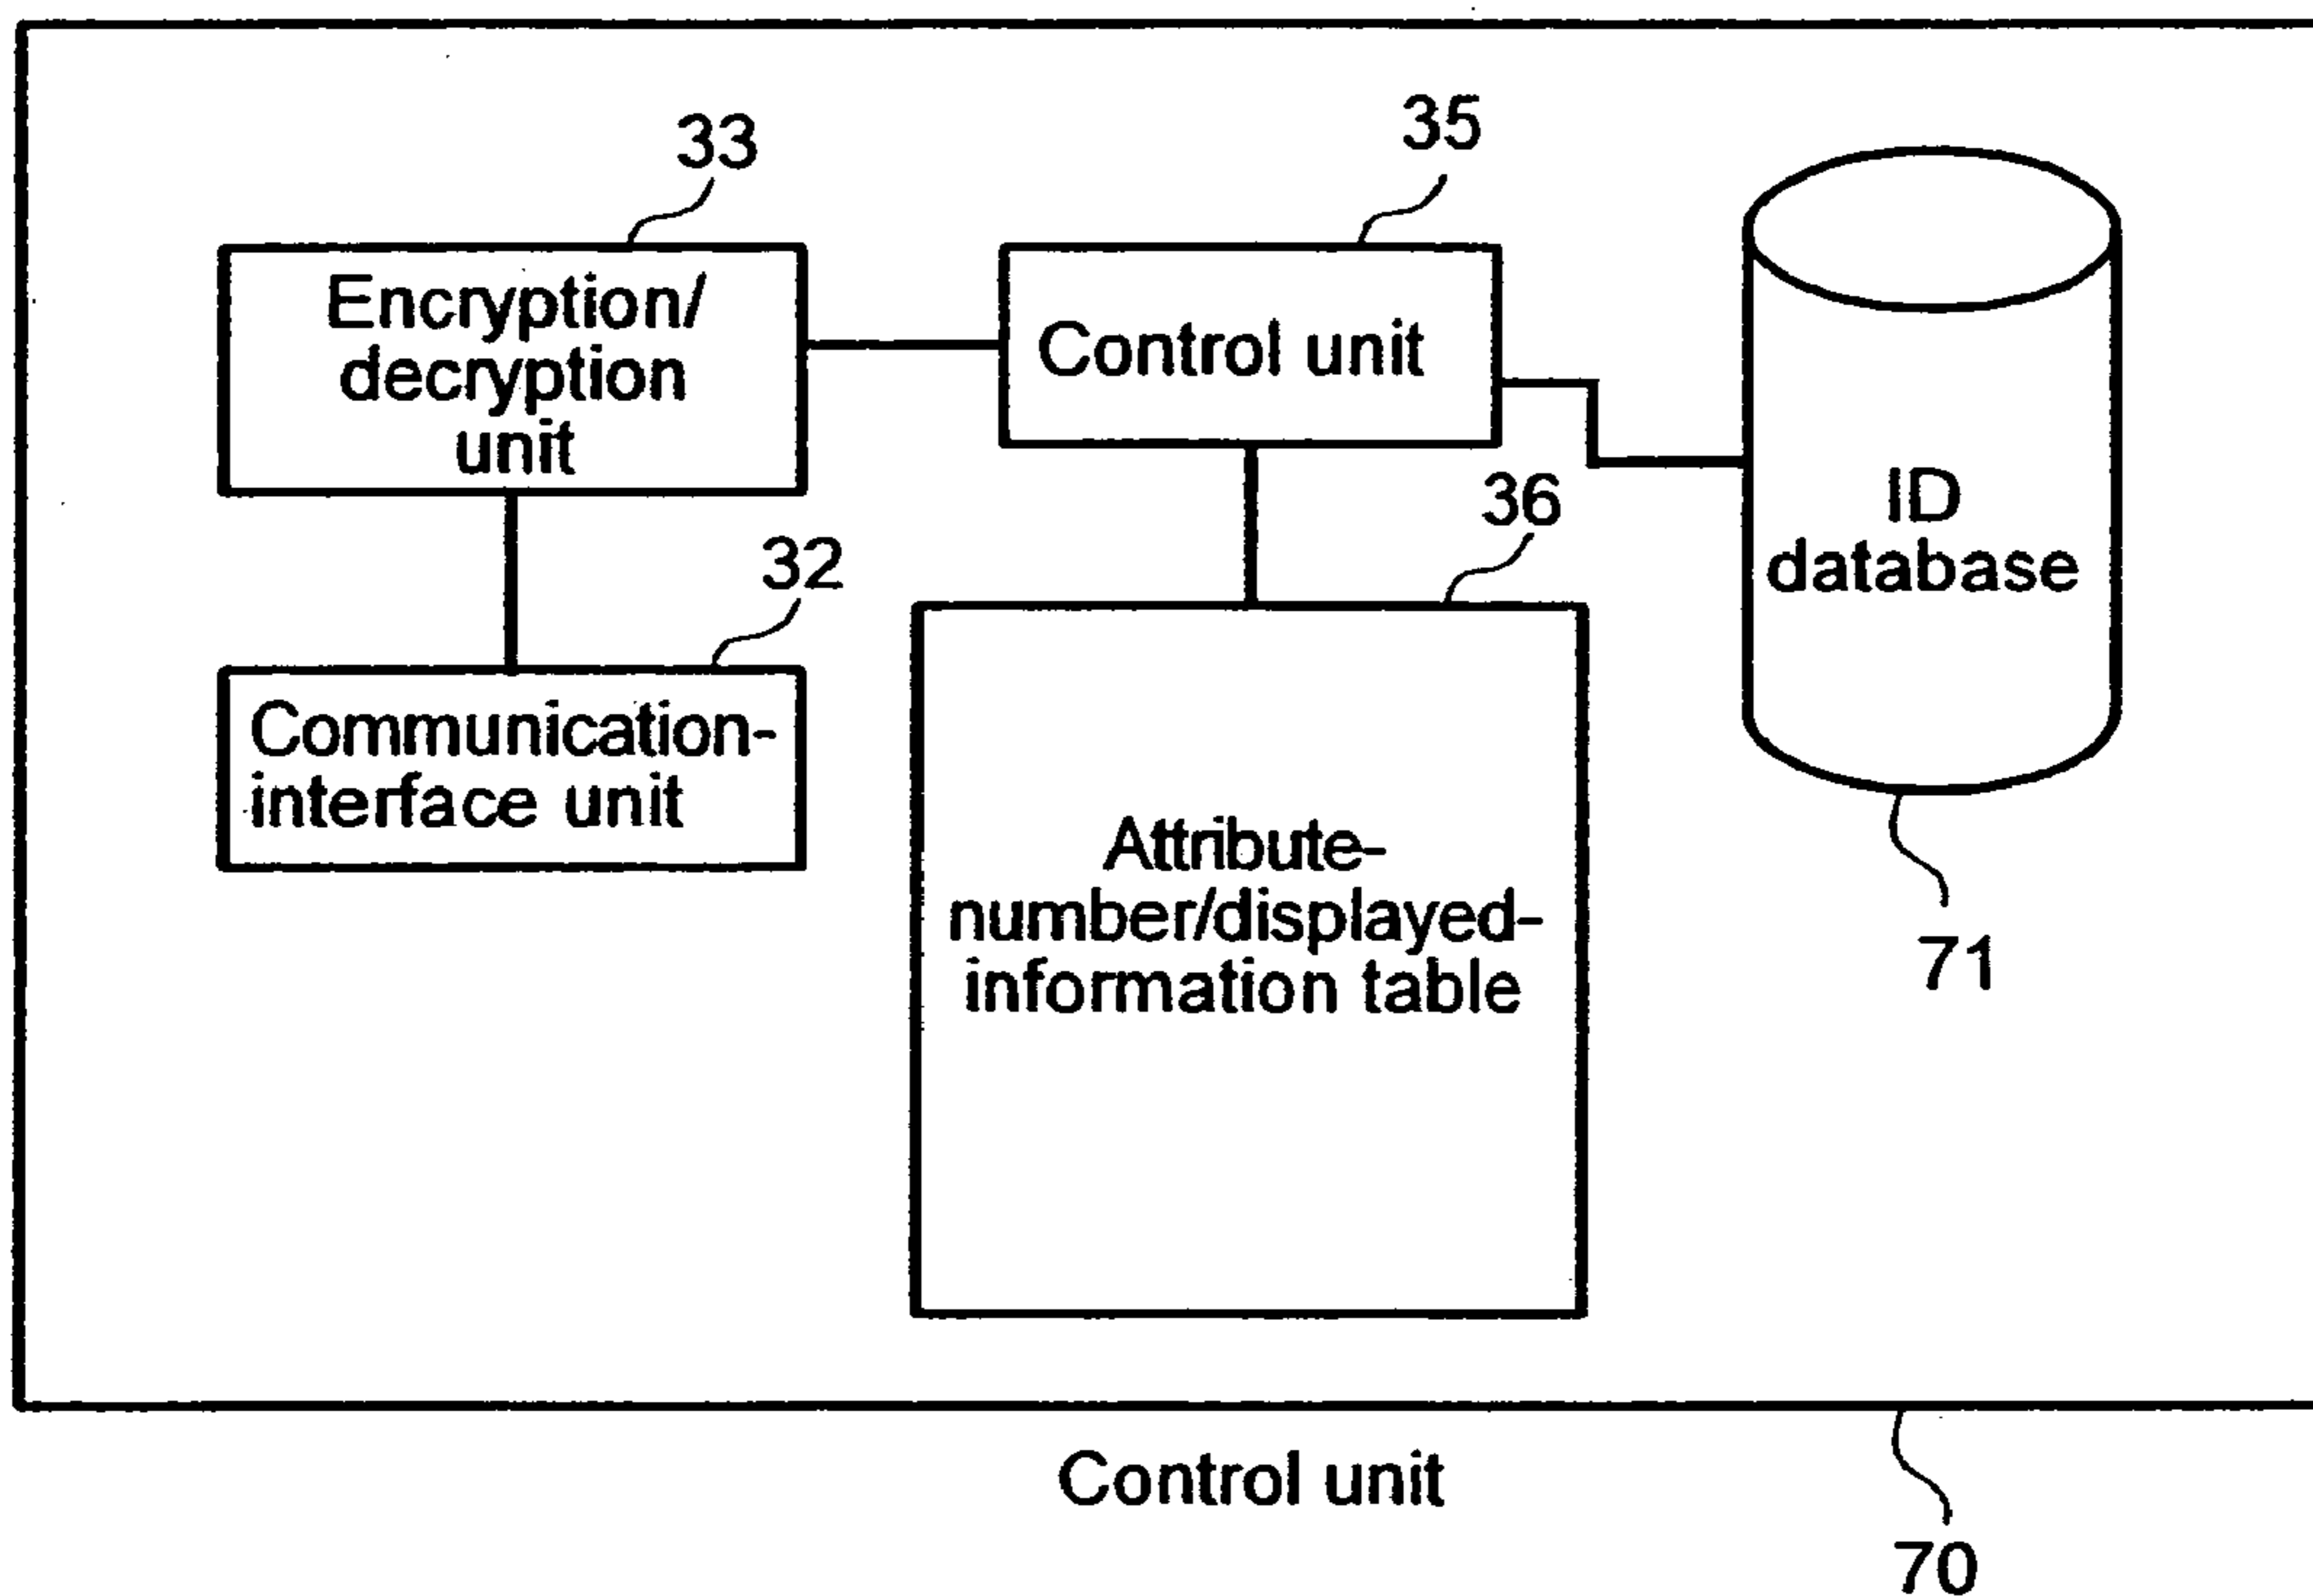 33
35
Encryption/
decryption
unit
Control unit
36
ID
database
32
Communication-
interface unit
Attribute-
number/displayed-
information table
71
Control unit
70